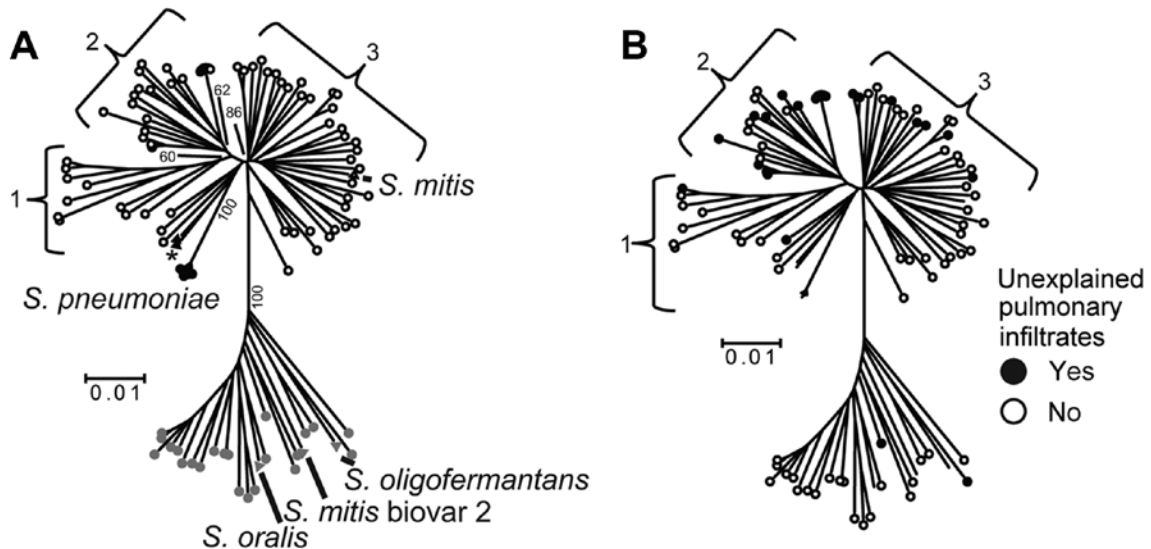 A
2
3
62
86
60
1
100
S. mitis
*
S. pneumoniae
100
0.01
S. oligofermantans
S. mitis biovar 2
S. oralis
B
2
3
1
Unexplained
pulmonary
infiltrates
Yes
No
0.01